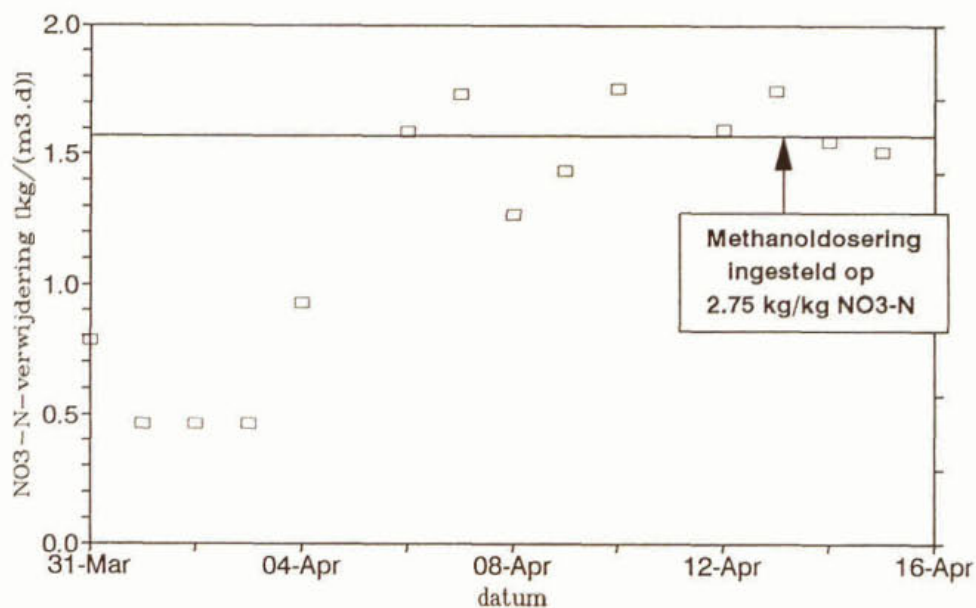 NO3-N-verwijdering [kg/(m3.d)]
2.0
1.5
1.0
0.5
0.0
Methanoldosering
ingesteld op
2.75 kg/kg NO3-N
31-Mar 04-Apr 08-Apr 12-Apr 16-Apr
datum